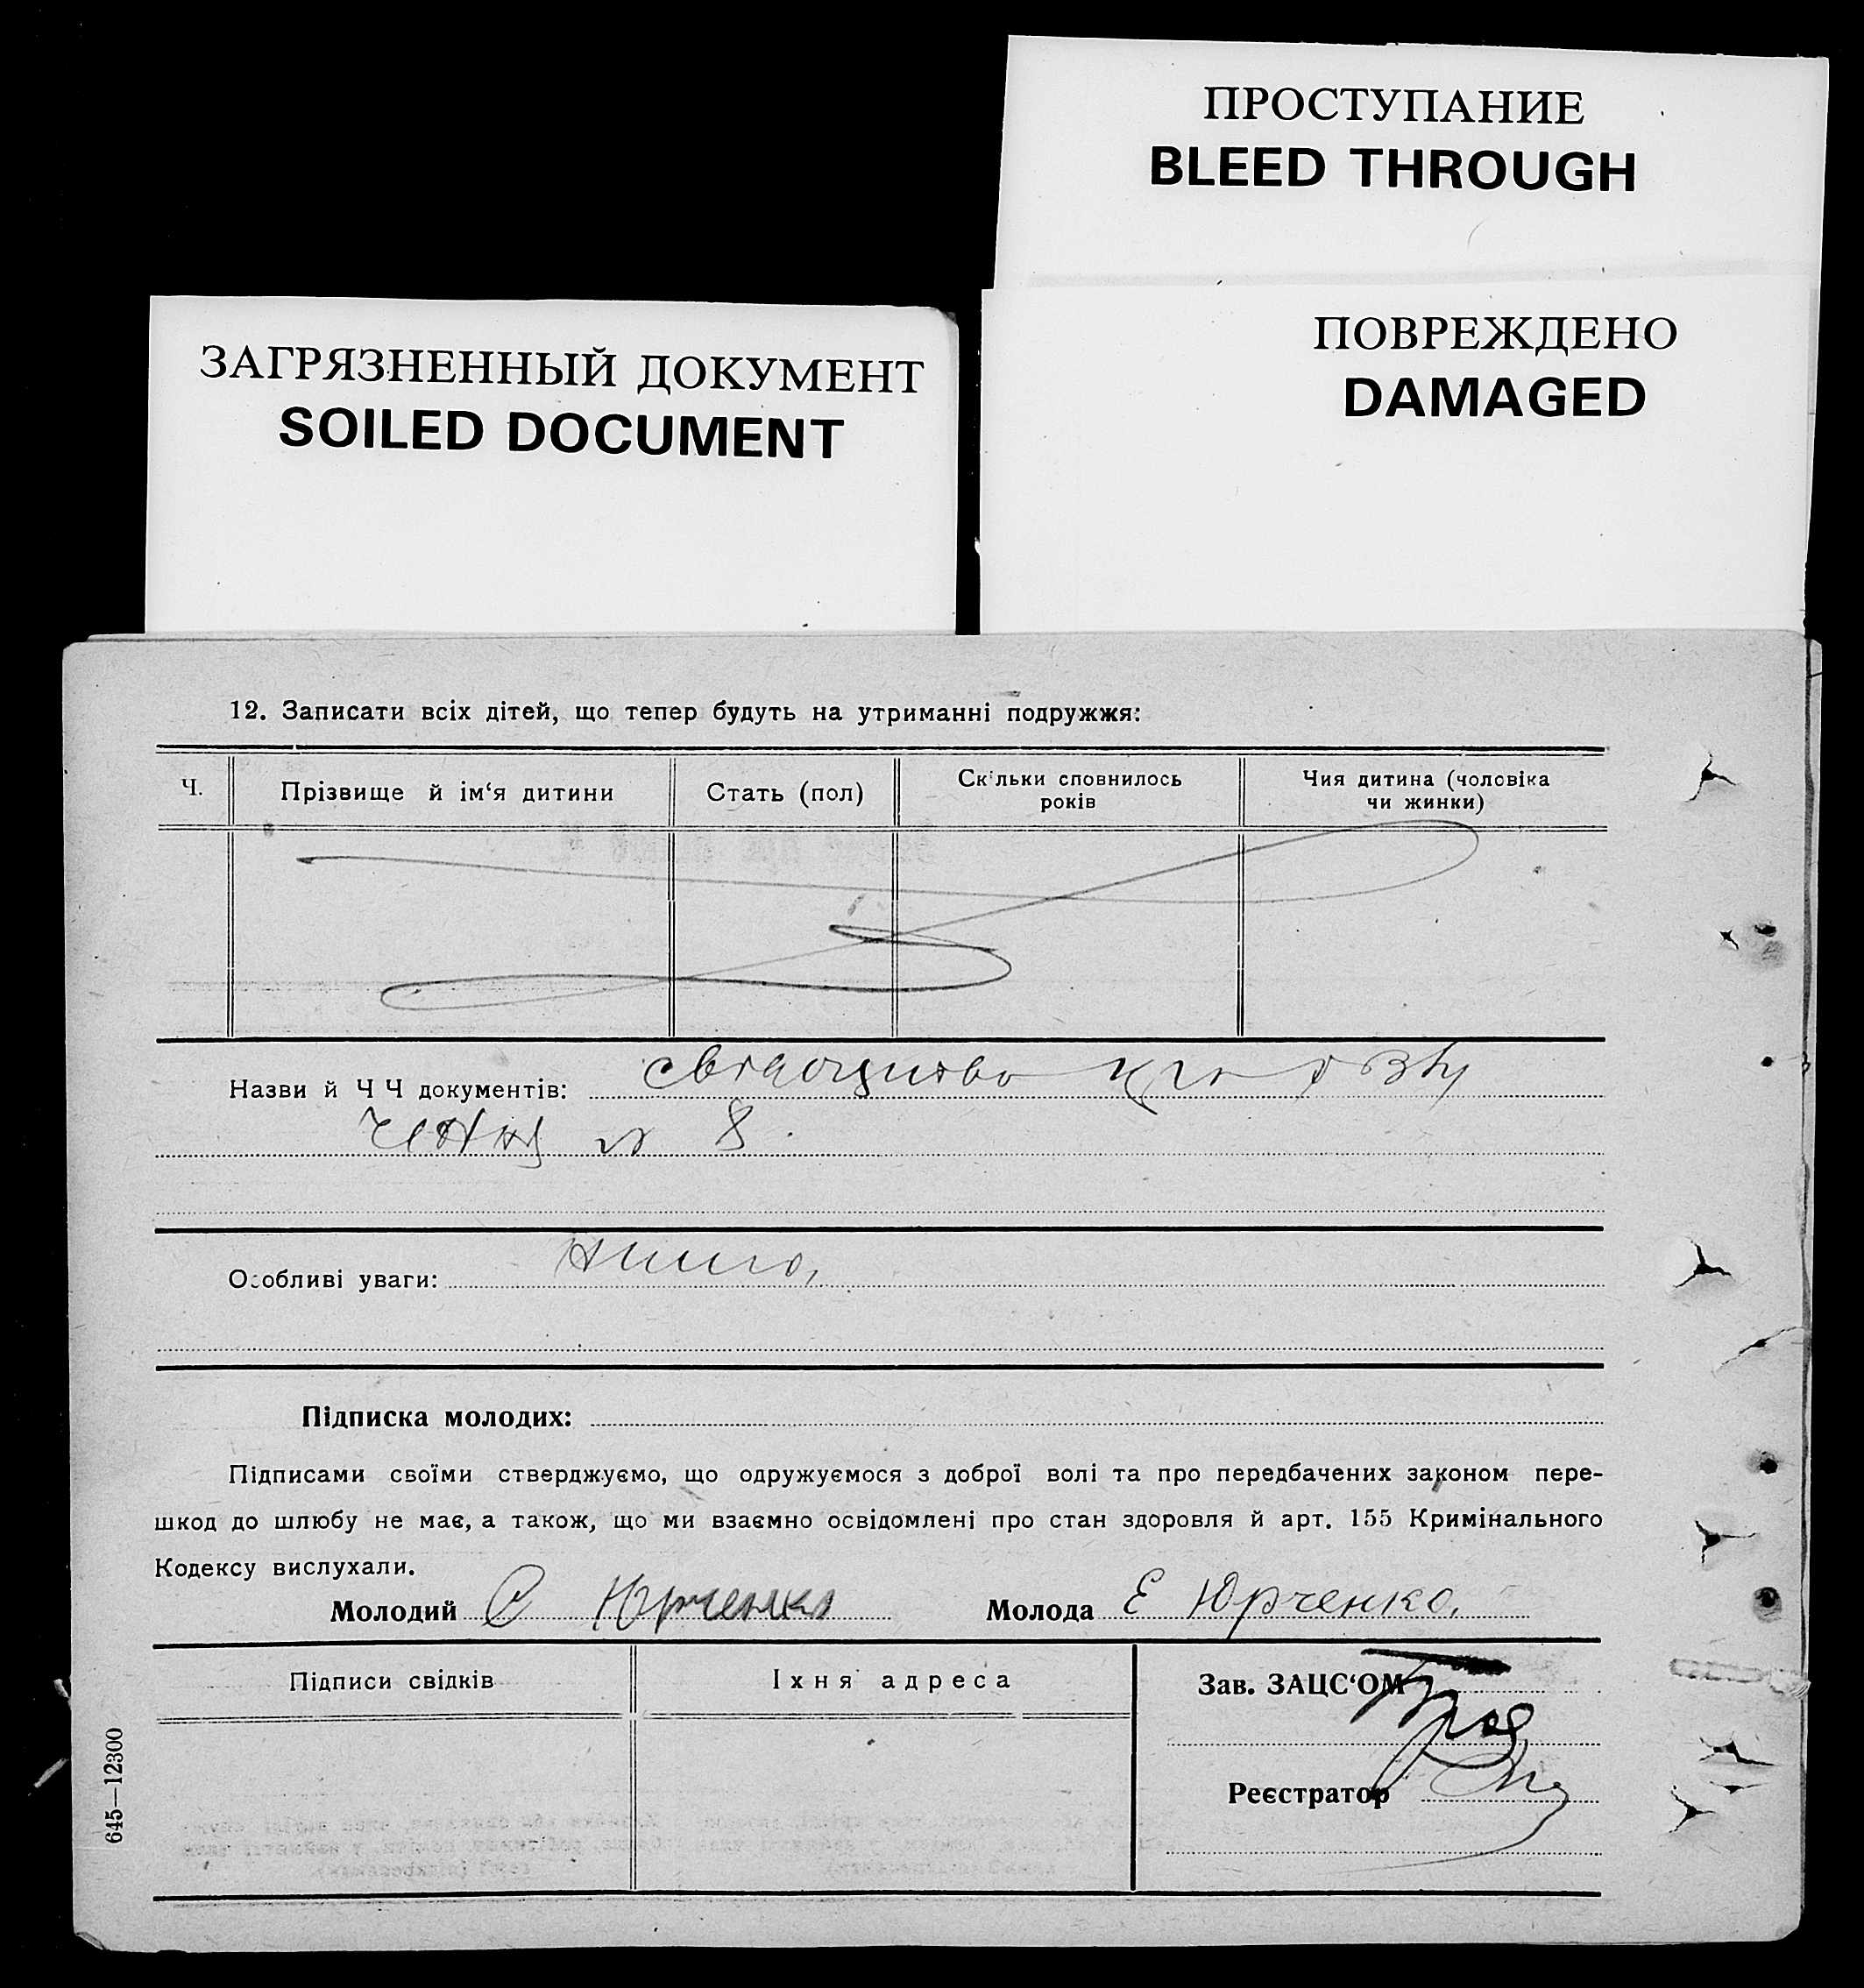 ПРОСТУПАНИЕ
BLEED THROUGH
ПОВРЕЖДЕНО
DAMAGED
ЗАГРЯЗНЕННЫЙ ДОКУМЕНТ
SOILED DOCUMENT
12. Записати всіх дітей, що тепер будуть на утриманні подружжя:
Ч.
Прізвище й ім‘я дитини
Стать (пол)
Скільки сповнилось
років
Чия дитина (чоловіка
чи жинки)
Назви й Ч Ч документів:
№ 8.
Особливі уваги:
Підписка молодих:
Підписами своїми стверджуємо, що одружуємося з доброї волі та про передбачених законом пере-
шкод до шлюбу не має, а також, що ми взаємно освідомлені про стан здоровля й арт. 155 Кримінального
Кодексу вислухали.
Молодий С Юрченко Молода Е Юрченко.
Підписи свідків
Їхня адреса
Зав. ЗАЦС‘ОМ
Реєстратор
645—12300